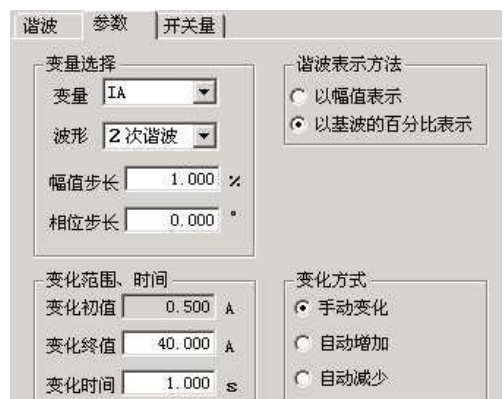 谐波 参数 开关量
变量选择
变量 IA
波形 2次谐波
幅值步长 1.000 %
相位步长 0.000 °
谐波表示方法
以幅值表示
以基波的百分比表示
变化范围、时间
变化初值 0.500 A
变化终值 40.000 A
变化时间 1.000 s
变化方式
手动变化
自动增加
自动减少